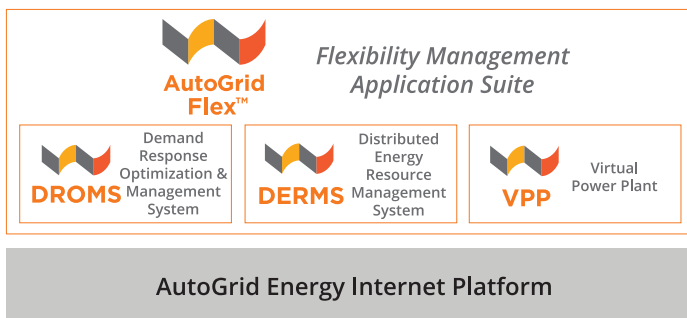 AutoGrid
Flex™
Flexibility Management
Application Suite
DROMS
Demand
Response
Optimization &
Management
System
DERMS
Distributed
Energy
Resource
Management
System
VPP
Virtual
Power Plant
AutoGrid Energy Internet Platform